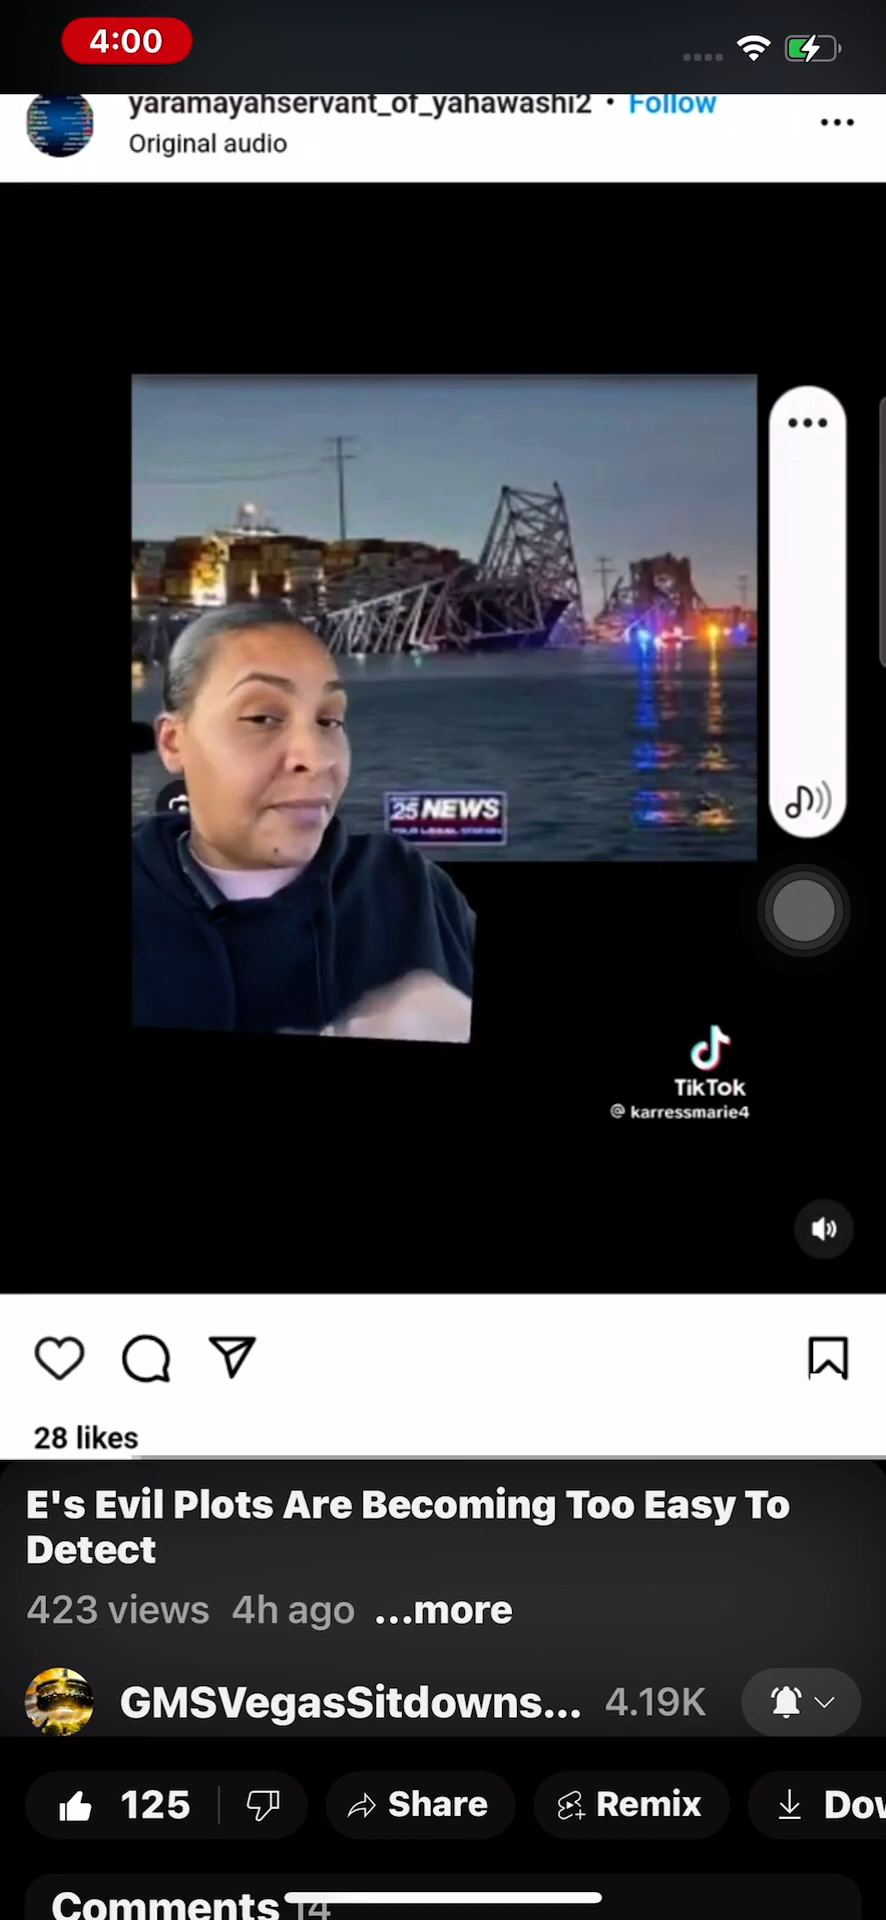 4:00
yaramayahservant_of_yahawashi2 • Follow
Original audio
25 NEWS
TikTok
@ karressmarie4
28 likes
E's Evil Plots Are Becoming Too Easy To
Detect
423 views 4h ago ...more
GMSVegasSitdowns... 4.19K
125 Share Remix Dow
Comments 14